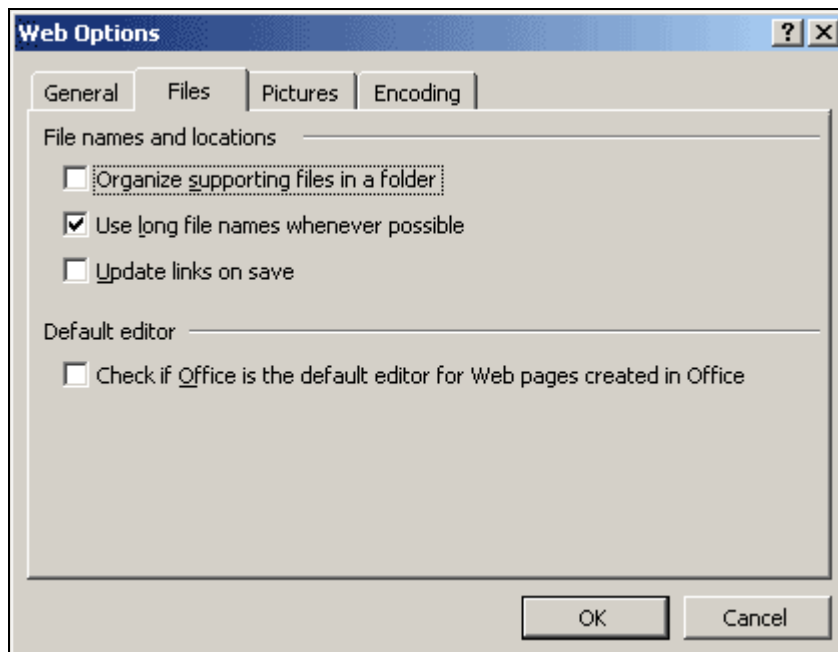 Web Options
General Files Pictures Encoding
File names and locations
Organize supporting files in a folder
Use long file names whenever possible
Update links on save
Default editor
Check if Office is the default editor for Web pages created in Office
OK Cancel